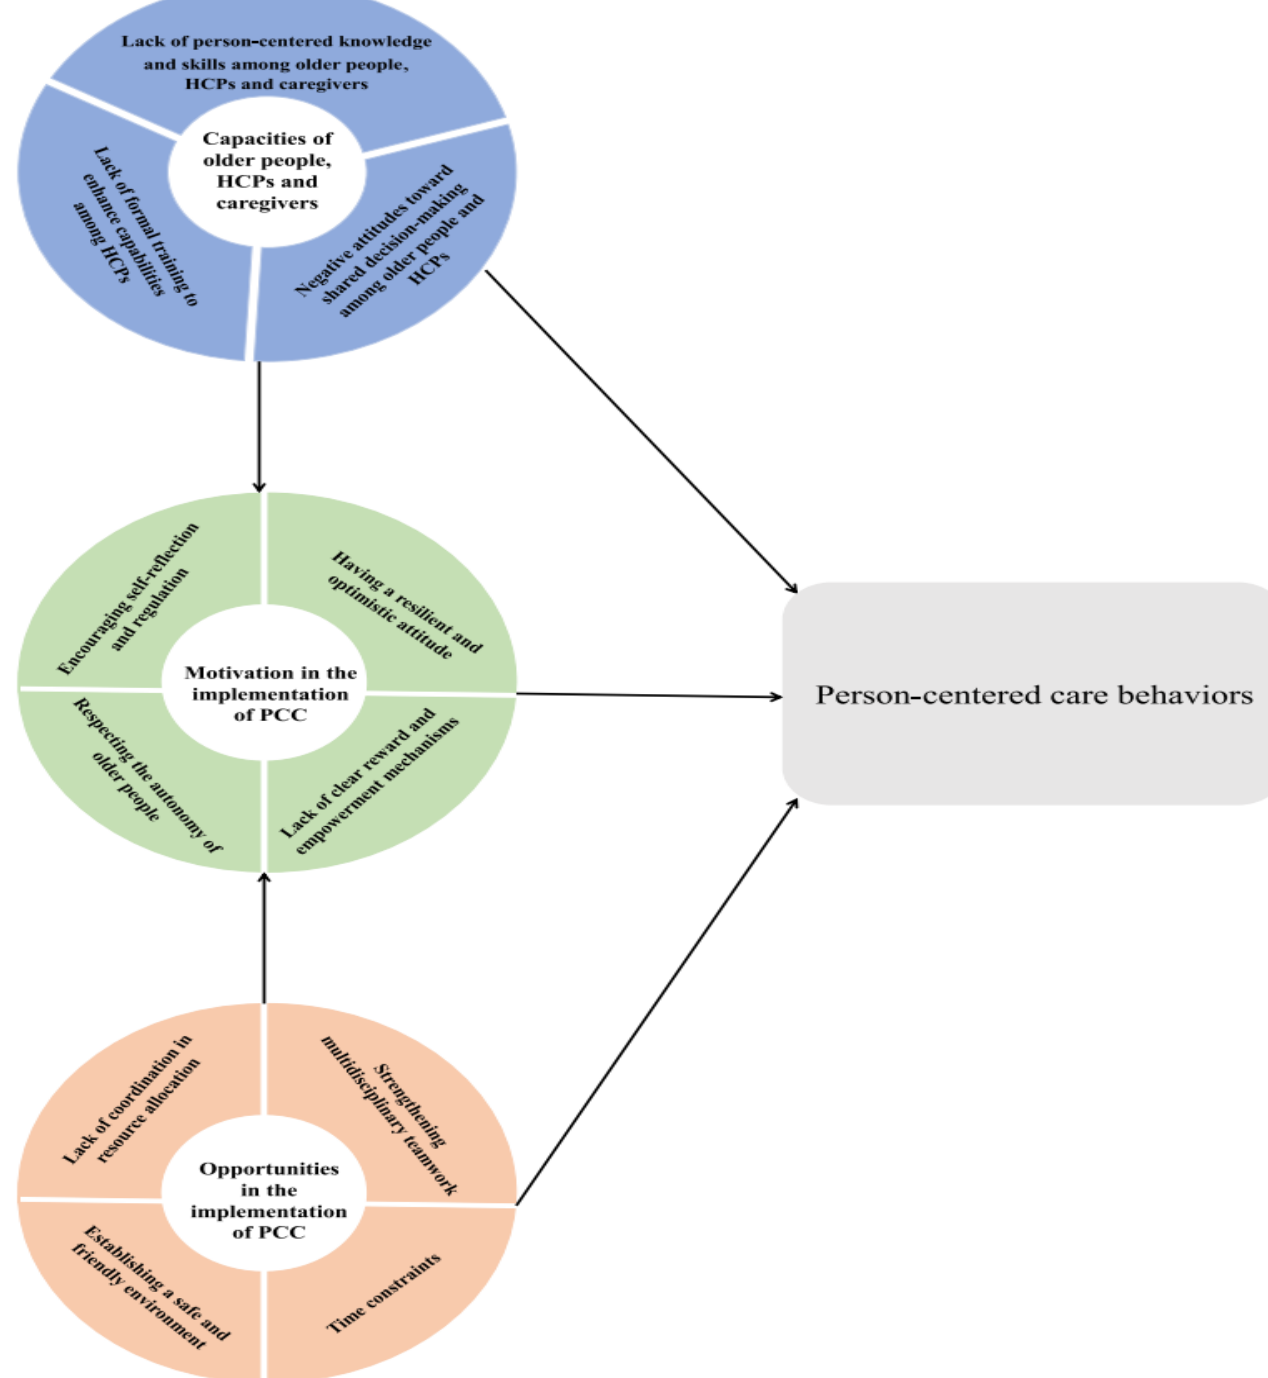 Lack of person-centered knowledge
and skills among older people,
HCPs and caregivers
Capacities of
older people,
HCPs and
caregivers
Lack of formal training to
enhance capabilities
among HCPs
Negative attitudes toward
shared decision-making
among older people and
HCPs
Encouraging self-reflection
and regulation
Having a resilient and
optimistic attitude
Motivation in the
implementation
of PCC
Person-centered care behaviors
Respecting the autonomy of
older people
Lack of clear reward and
empowerment mechanisms
Lack of coordination in
resource allocation
Strengthening
multidisciplinary teamwork
Opportunities
in the
implementation
of PCC
Establishing a safe and
friendly environment
Time constraints